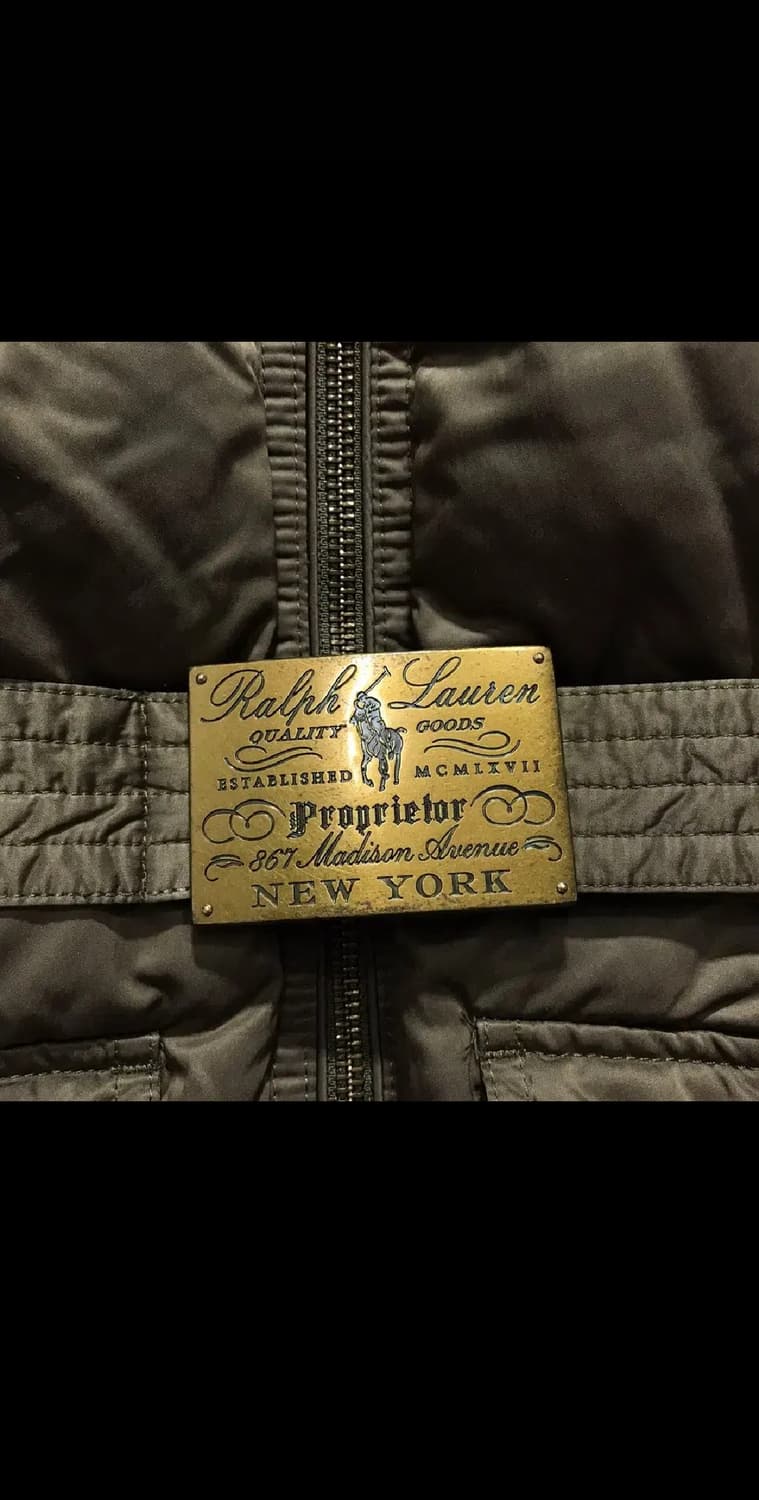 Ralph Lauren
QUALITY GOODS
ESTABLISHED MCMLXVII
Proprietor
867 Madison Avenue
NEW YORK